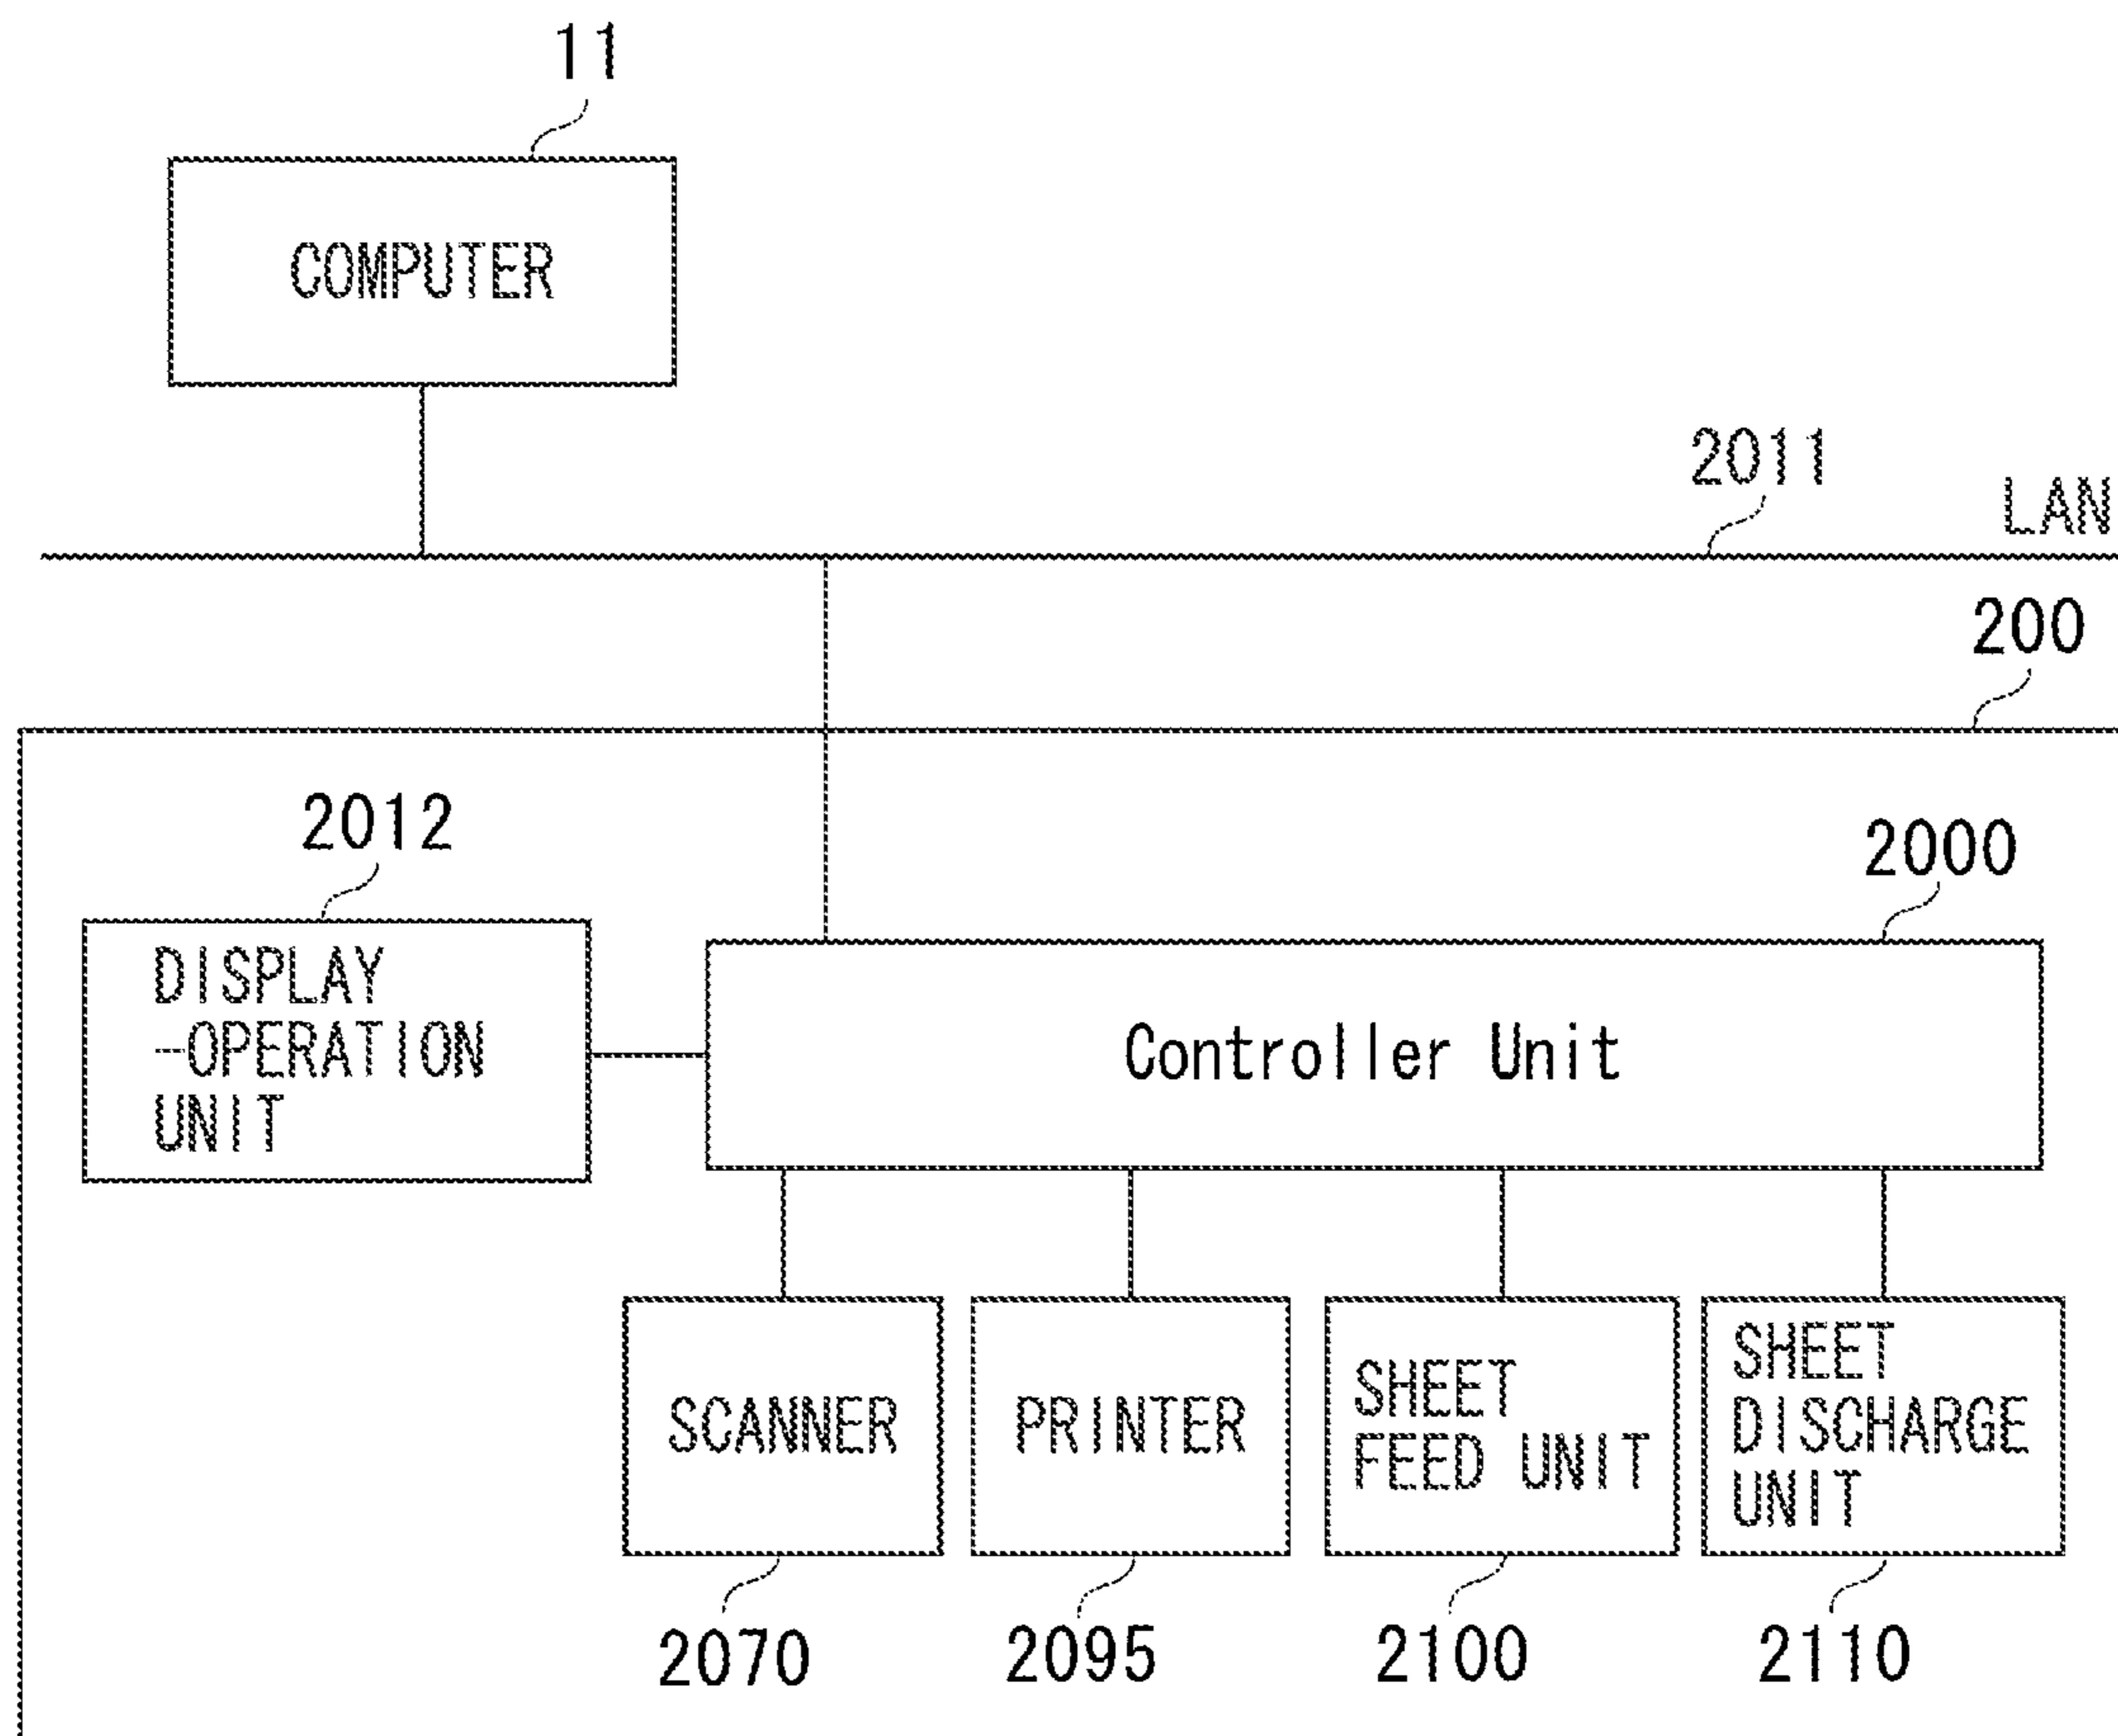 11
COMPUTER
2011
LAN
200
2012
2000
DISPLAY
-OPERATION
UNIT
Controller Unit
SCANNER
PRINTER
SHEET
FEED UNIT
SHEET
DISCHARGE
UNIT
2070
2095
2100
2110